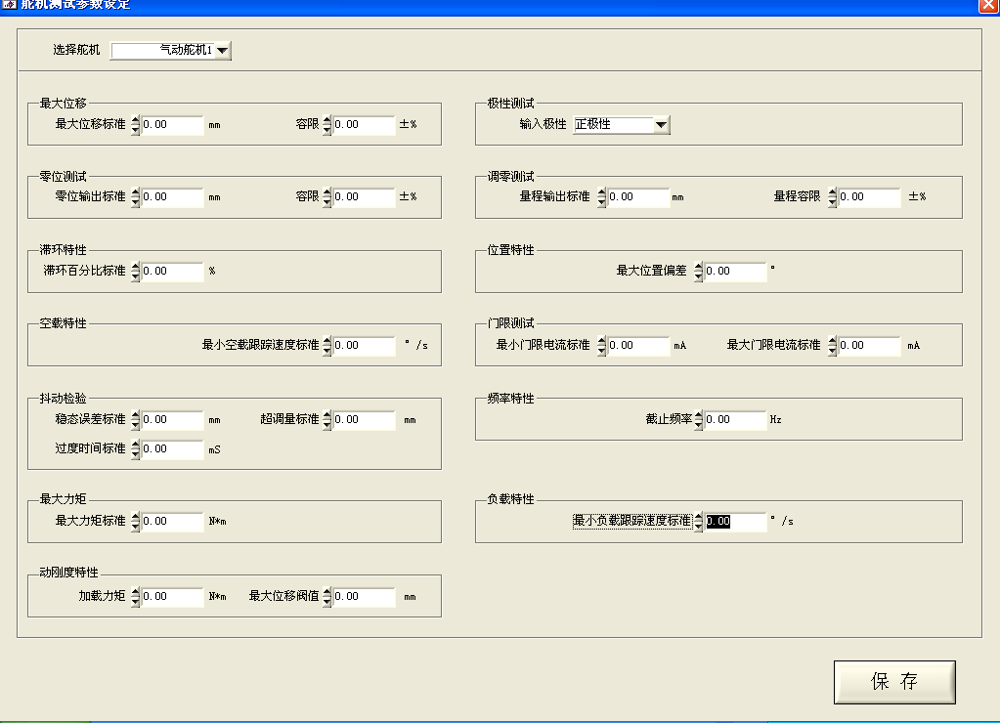 舵机测试参数设定
选择舵机 气动舵机1
最大位移
最大位移标准 0.00 mm 容限 0.00 ±%
极性测试
输入极性 正极性
零位测试
零位输出标准 0.00 mm 容限 0.00 ±%
调零测试
量程输出标准 0.00 mm 量程容限 0.00 ±%
滞环特性
滞环百分比标准 0.00 %
位置特性
最大位置偏差 0.00 °
空载特性
最小空载跟踪速度标准 0.00 ° /s
门限测试
最小门限电流标准 0.00 mA 最大门限电流标准 0.00 mA
抖动检验
稳态误差标准 0.00 mm 超调量标准 0.00 mm
过度时间标准 0.00 mS
频率特性
截止频率 0.00 Hz
最大力矩
最大力矩标准 0.00 N*m
负载特性
最小负载跟踪速度标准 0.00 ° /s
动刚度特性
加载力矩 0.00 N*m 最大位移阀值 0.00 mm
保 存